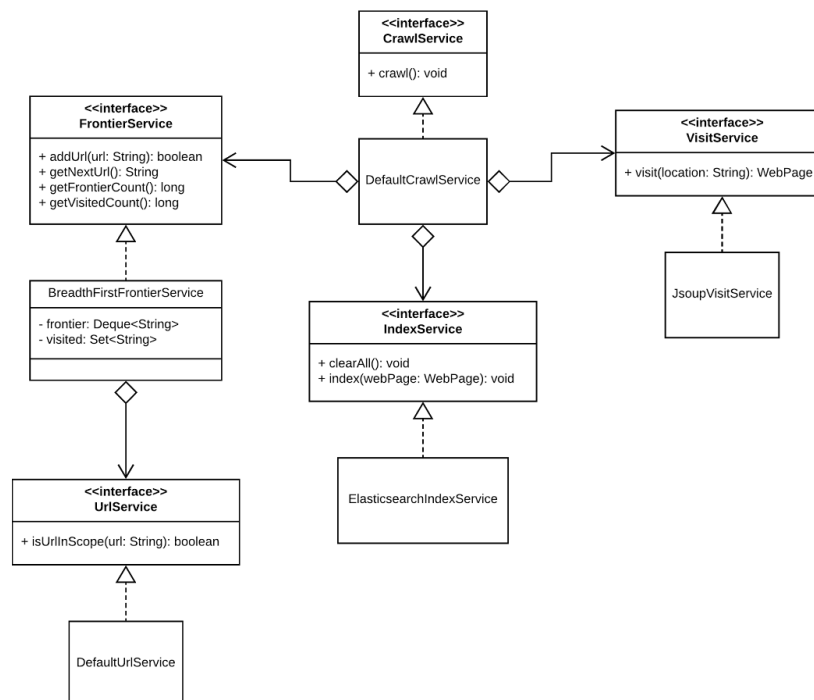 <<interface>>
CrawlService
+ crawl(): void
<<interface>>
FrontierService
+ addUrl(url: String): boolean
+ getNextUrl(): String
+ getFrontierCount(): long
+ getVisitedCount(): long
DefaultCrawlService
<<interface>>
VisitService
+ visit(location: String): WebPage
BreadthFirstFrontierService
- frontier: Deque<String>
- visited: Set<String>
JsoupVisitService
<<interface>>
IndexService
+ clearAll(): void
+ index(webPage: WebPage): void
ElasticsearchIndexService
<<interface>>
UrlService
+ isUrlInScope(url: String): boolean
DefaultUrlService